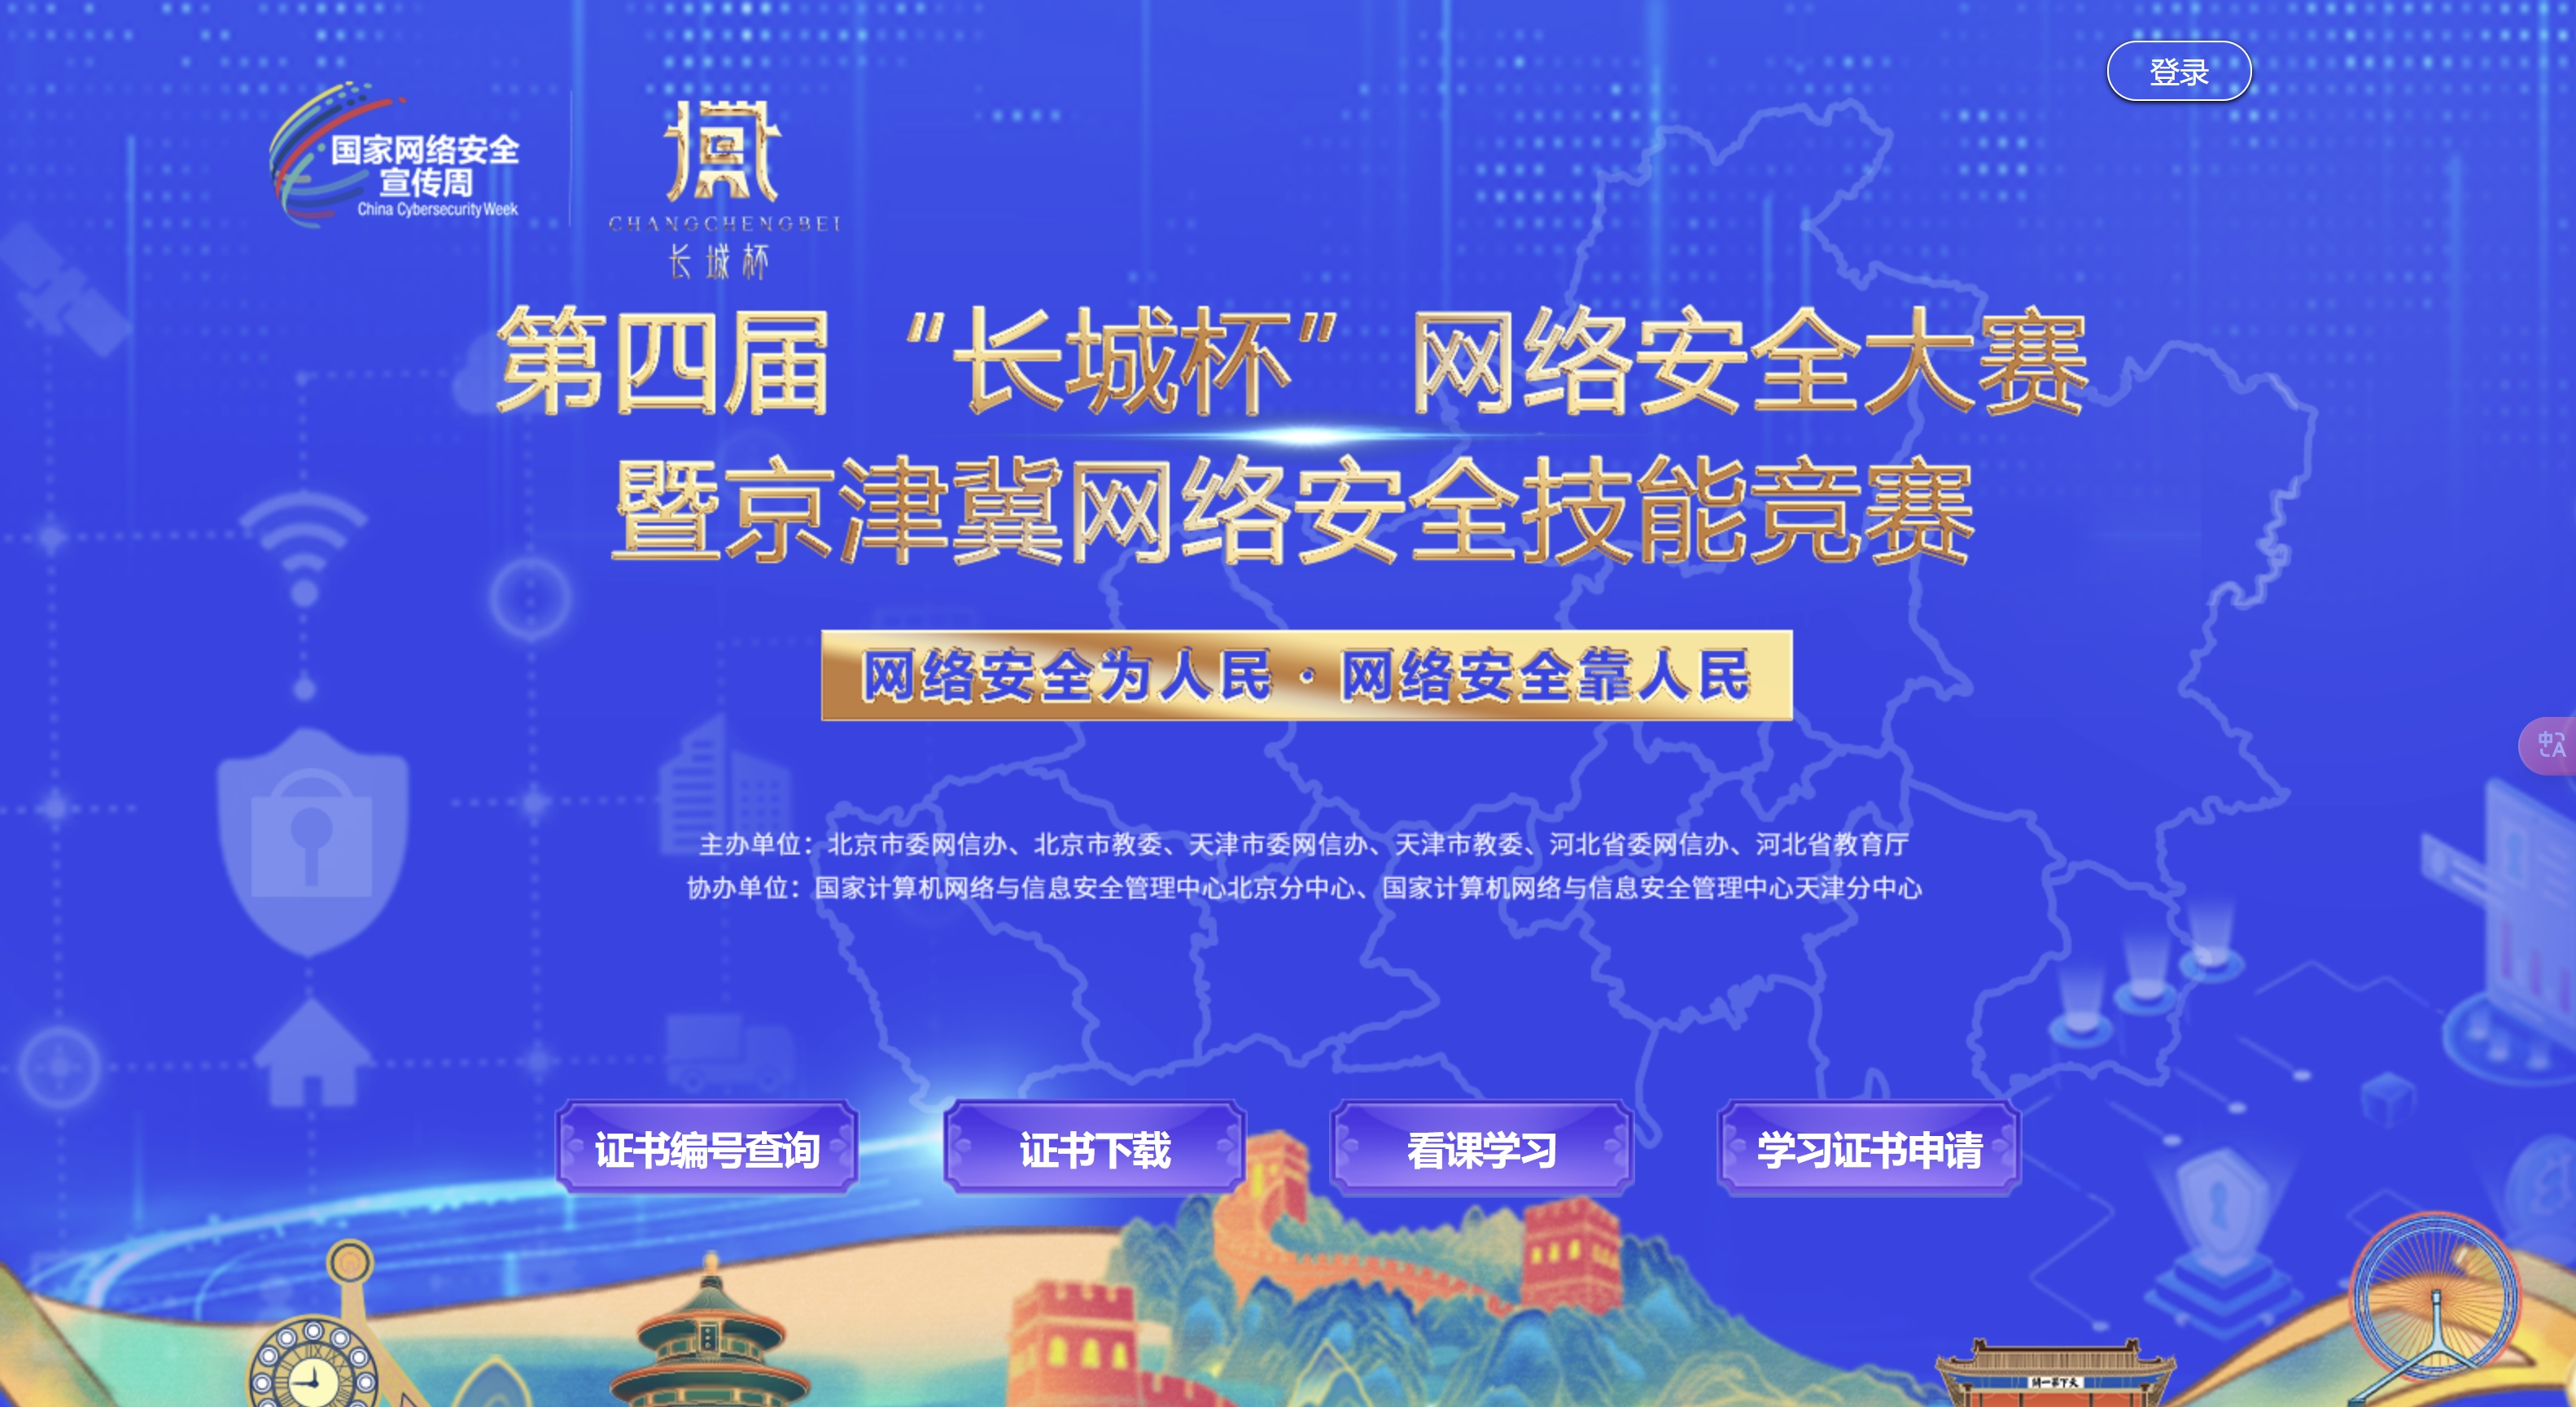 登录
国家网络安全
宣传周
China Cybersecurity Week
CHANGCHENGBEI
长城杯
第四届 “长城杯” 网络安全大赛
暨京津冀网络安全技能竞赛
网络安全为人民·网络安全靠人民
主办单位：北京市委网信办、北京市教委、天津市委网信办、天津市教委、河北省委网信办、河北省教育厅
协办单位：国家计算机网络与信息安全管理中心北京分中心、国家计算机网络与信息安全管理中心天津分中心
证书编号查询
证书下载
看课学习
学习证书申请